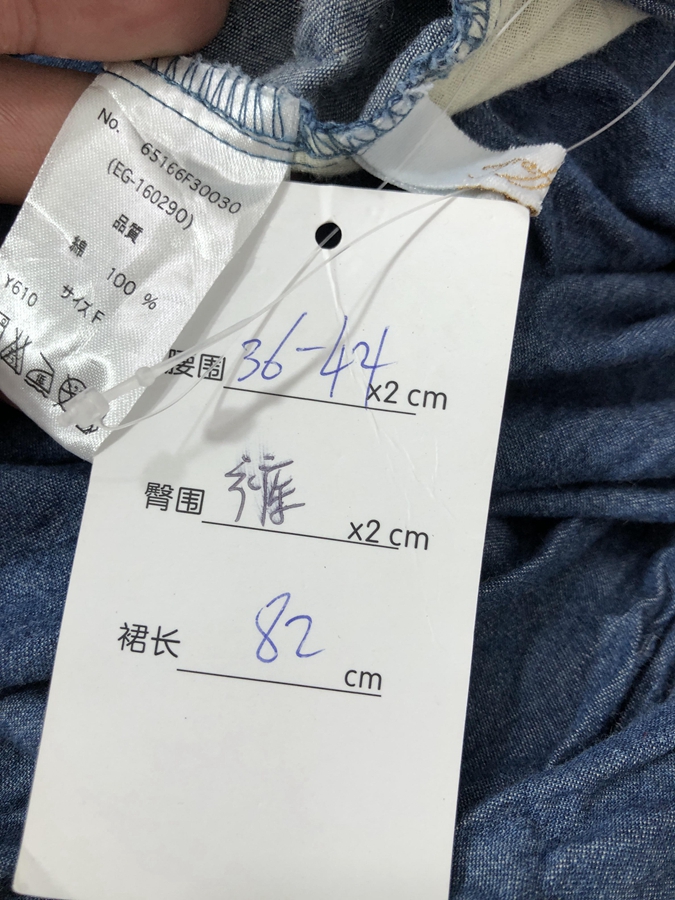 No. 65166F30030
(EG-160290)
品質
綿 100 %
Y610 サイズ F
腰围 36-44 x2 cm
臀围 裤 x2 cm
裙长 82 cm